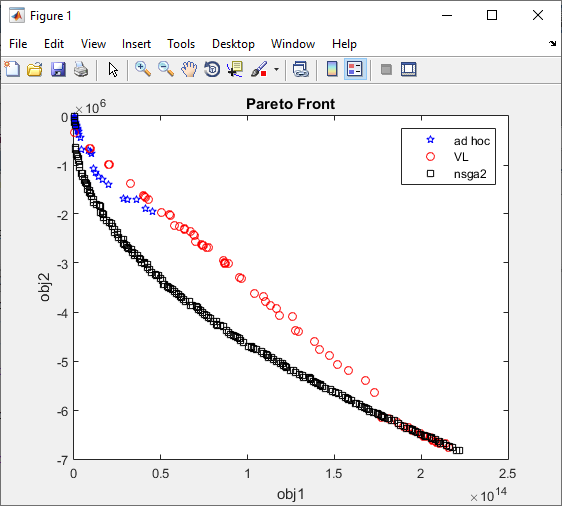 Figure 1
File Edit View Insert Tools Desktop Window Help
Pareto Front
×10^6
0
-1
-2
-3
-4
-5
-6
-7
obj2
0 0.5 1 1.5 2 2.5
obj1
×10^14
ad hoc
VL
nsga2